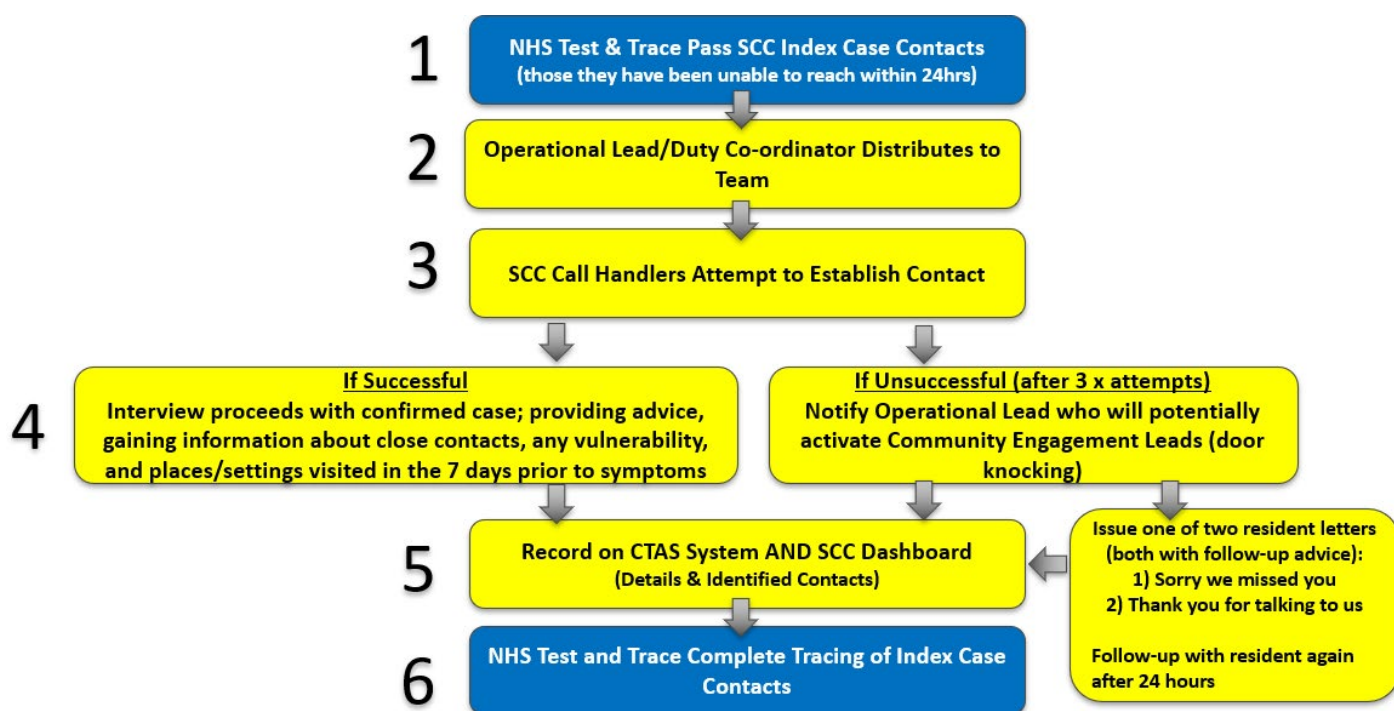 1
NHS Test & Trace Pass SCC Index Case Contacts
(those they have been unable to reach within 24hrs)
2
Operational Lead/Duty Co-ordinator Distributes to
Team
3
SCC Call Handlers Attempt to Establish Contact
4
If Successful
Interview proceeds with confirmed case; providing advice,
gaining information about close contacts, any vulnerability,
and places/settings visited in the 7 days prior to symptoms
If Unsuccessful (after 3 x attempts)
Notify Operational Lead who will potentially
activate Community Engagement Leads (door
knocking)
5
Record on CTAS System AND SCC Dashboard
(Details & Identified Contacts)
Issue one of two resident letters
(both with follow-up advice):
1) Sorry we missed you
2) Thank you for talking to us
Follow-up with resident again
after 24 hours
6
NHS Test and Trace Complete Tracing of Index Case
Contacts